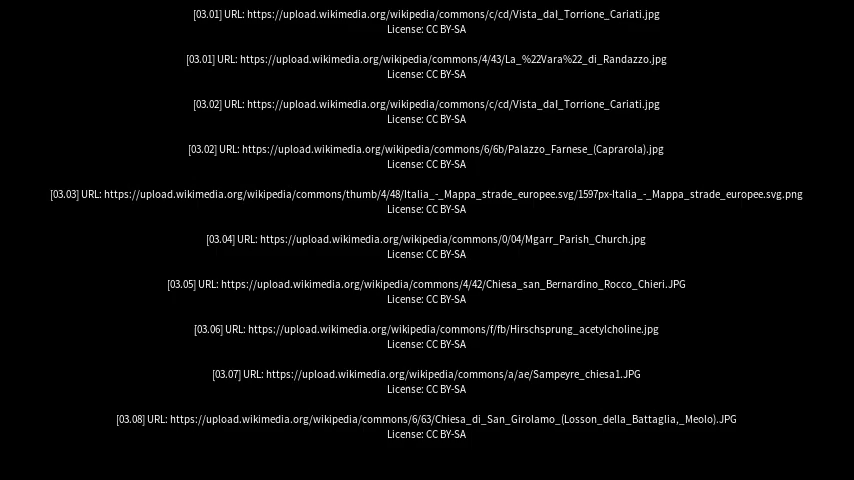 [03.01] URL: https://upload.wikimedia.org/wikipedia/commons/c/cd/Vista_dal_Torrione_Cariati.jpg
License: CC BY-SA
[03.01] URL: https://upload.wikimedia.org/wikipedia/commons/4/43/La_%22Vara%22_di_Randazzo.jpg
License: CC BY-SA
[03.02] URL: https://upload.wikimedia.org/wikipedia/commons/c/cd/Vista_dal_Torrione_Cariati.jpg
License: CC BY-SA
[03.02] URL: https://upload.wikimedia.org/wikipedia/commons/6/6b/Palazzo_Farnese_(Caprarola).jpg
License: CC BY-SA
[03.03] URL: https://upload.wikimedia.org/wikipedia/commons/thumb/4/48/Italia_-_Mappa_strade_europee.svg/1597px-Italia_-_Mappa_strade_europee.svg.png
License: CC BY-SA
[03.04] URL: https://upload.wikimedia.org/wikipedia/commons/0/04/Mgarr_Parish_Church.jpg
License: CC BY-SA
[03.05] URL: https://upload.wikimedia.org/wikipedia/commons/4/42/Chiesa_san_Bernardino_Rocco_Chieri.JPG
License: CC BY-SA
[03.06] URL: https://upload.wikimedia.org/wikipedia/commons/f/fb/Hirschsprung_acetylcholine.jpg
License: CC BY-SA
[03.07] URL: https://upload.wikimedia.org/wikipedia/commons/a/ae/Sampeyre_chiesa1.JPG
License: CC BY-SA
[03.08] URL: https://upload.wikimedia.org/wikipedia/commons/6/63/Chiesa_di_San_Girolamo_(Losson_della_Battaglia,_Meolo).JPG
License: CC BY-SA